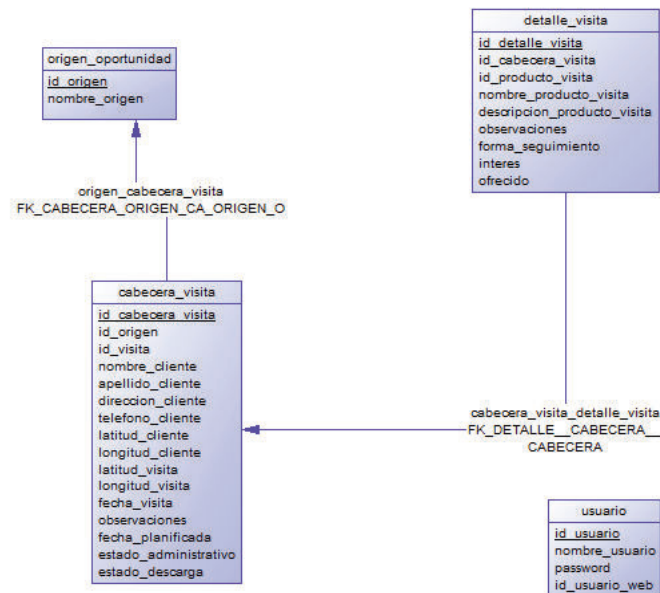 origen_oportunidad
id_origen
nombre_origen
detalle_visita
id_detalle_visita
id_cabecera_visita
id_producto_visita
nombre_producto_visita
descripcion_producto_visita
observaciones
forma_seguimiento
interes
ofrecido
origen_cabecera_visita
FK_CABECERA_ORIGEN_CA_ORIGEN_O
cabecera_visita
id_cabecera_visita
id_origen
id_visita
nombre_cliente
apellido_cliente
direccion_cliente
telefono_cliente
latitud_cliente
longitud_cliente
latitud_visita
longitud_visita
fecha_visita
observaciones
fecha_planificada
estado_administrativo
estado_descarga
cabecera_visita_detalle_visita
FK_DETALLE__CABECERA__
CABECERA
usuario
id_usuario
nombre_usuario
password
id_usuario_web